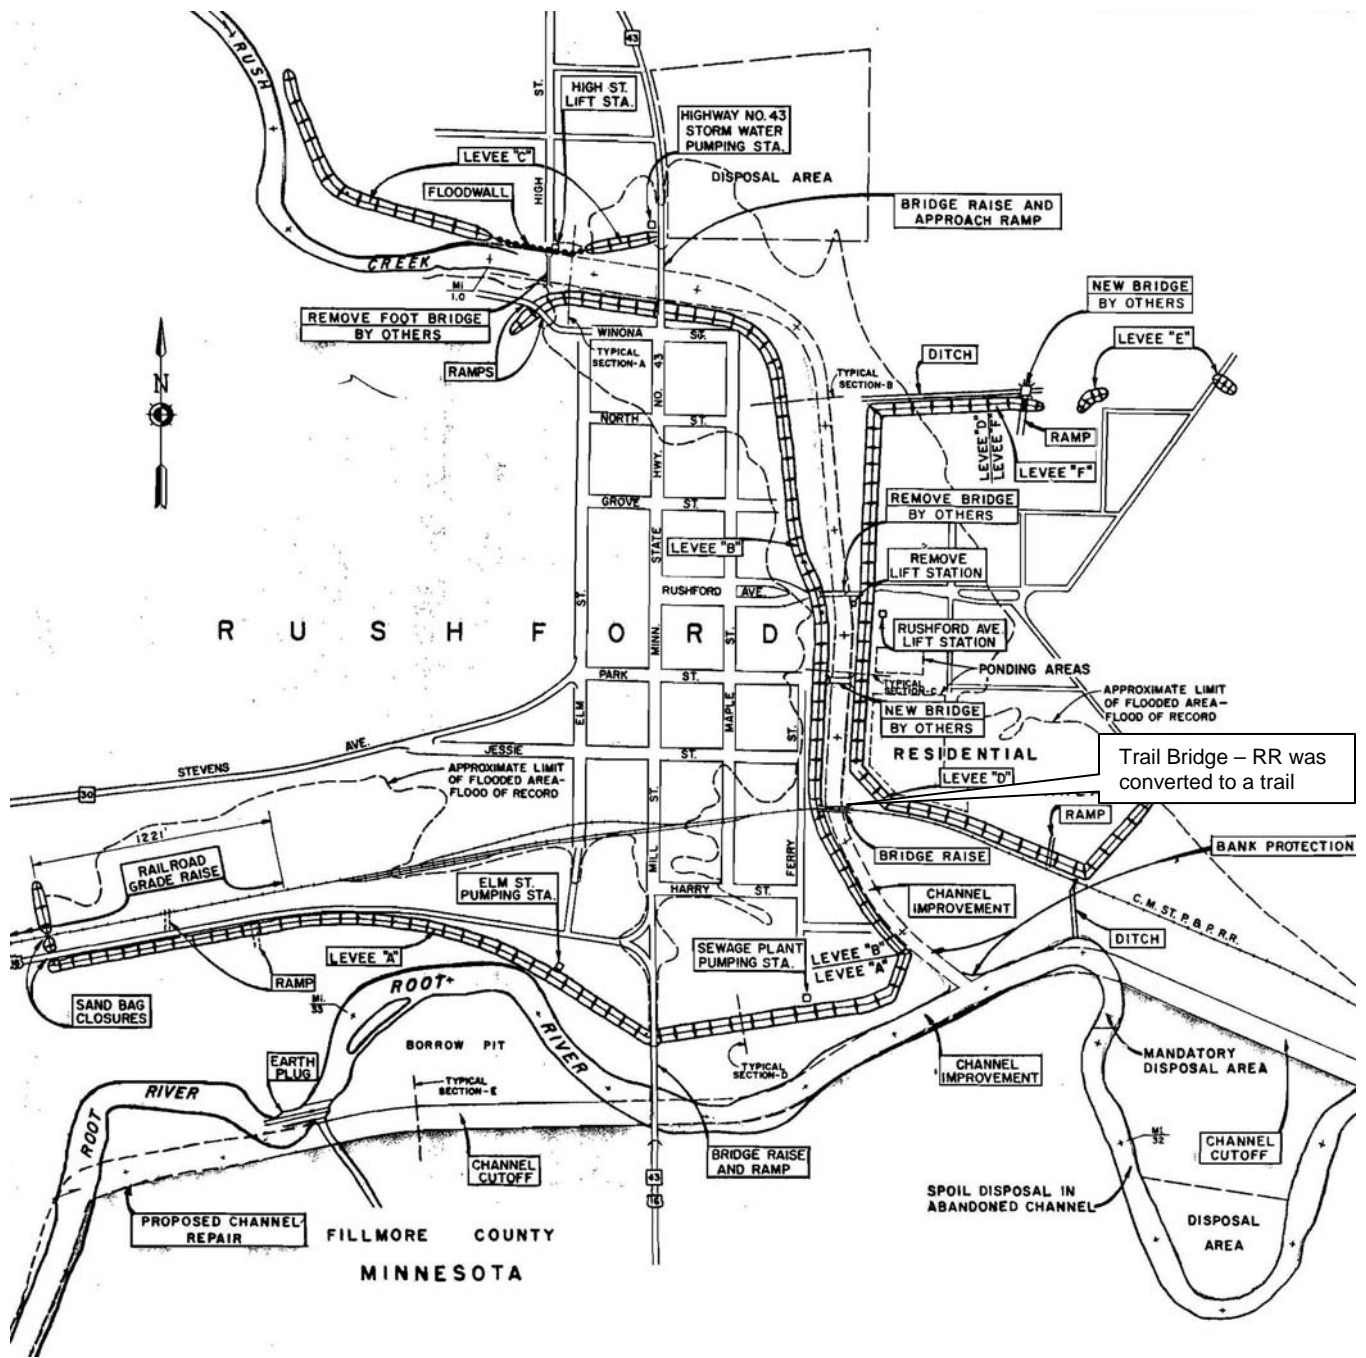 RUSH
CREEK
43
ST.
HIGH
HIGH ST.
LIFT STA.
HIGHWAY NO. 43
STORM WATER
PUMPING STA.
LEVEE "C"
FLOODWALL
DISPOSAL AREA
BRIDGE RAISE AND
APPROACH RAMP
MI
1.0
REMOVE FOOT BRIDGE
BY OTHERS
NEW BRIDGE
BY OTHERS
LEVEE "E"
N
RAMPS
WINONA ST.
TYPICAL
SECTION-A
DITCH
TYPICAL
SECTION-B
NORTH ST.
LEVEE "D"
LEVEE "F"
RAMP
LEVEE "F"
GROVE ST.
REMOVE BRIDGE
BY OTHERS
LEVEE "B"
REMOVE
LIFT STATION
RUSHFORD AVE.
MINN. STATE HWY. NO. 43
RUSHFORD
RUSHFORD AVE.
LIFT STATION
PARK ST.
PONDING AREAS
TYPICAL
SECTION-C
APPROXIMATE LIMIT
OF FLOODED AREA-
FLOOD OF RECORD
NEW BRIDGE
BY OTHERS
ELM ST.
MAPLE ST.
RESIDENTIAL
STEVENS AVE.
JESSIE ST.
30
APPROXIMATE LIMIT
OF FLOODED AREA-
FLOOD OF RECORD
Trail Bridge – RR was
converted to a trail
LEVEE "D"
RAMP
1221'
RAILROAD
GRADE RAISE
MILL ST.
FERRY ST.
BRIDGE RAISE
BANK PROTECTION
ELM ST.
PUMPING STA.
HARRY ST.
CHANNEL
IMPROVEMENT
C. M. ST. P. & P. R.R.
DITCH
LEVEE "A"
RAMP
SEWAGE PLANT
PUMPING STA.
LEVEE "B"
LEVEE "A"
SAND BAG
CLOSURES
MI.
33
ROOT
RIVER
BORROW PIT
EARTH
PLUG
TYPICAL
SECTION-E
TYPICAL
SECTION-D
CHANNEL
IMPROVEMENT
MANDATORY
DISPOSAL AREA
ROOT
RIVER
MI.
32
CHANNEL
CUTOFF
CHANNEL
CUTOFF
BRIDGE RAISE
AND RAMP
43
16
SPOIL DISPOSAL IN
ABANDONED CHANNEL
DISPOSAL
AREA
PROPOSED CHANNEL
REPAIR
FILLMORE COUNTY
MINNESOTA